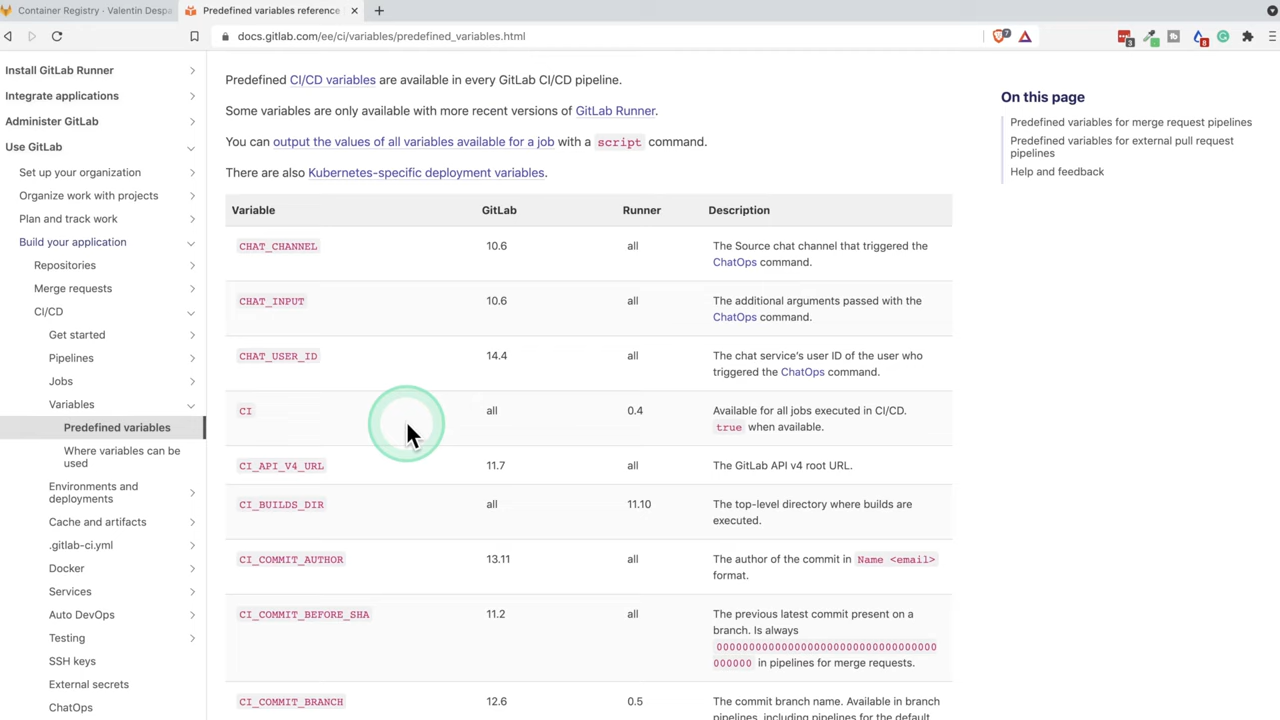 Container Registry · Valentin Despa
Predefined variables reference
docs.gitlab.com/ee/ci/variables/predefined_variables.html
7
3
8
Install GitLab Runner
Integrate applications
Administer GitLab
Use GitLab
Set up your organization
Organize work with projects
Plan and track work
Build your application
Repositories
Merge requests
CI/CD
Get started
Pipelines
Jobs
Variables
Predefined variables
Where variables can be
used
Environments and
deployments
Cache and artifacts
.gitlab-ci.yml
Docker
Services
Auto DevOps
Testing
SSH keys
External secrets
ChatOps
Predefined CI/CD variables are available in every GitLab CI/CD pipeline.
Some variables are only available with more recent versions of GitLab Runner.
You can output the values of all variables available for a job with a script command.
There are also Kubernetes-specific deployment variables.
Variable GitLab Runner Description
CHAT_CHANNEL 10.6 all The Source chat channel that triggered the
ChatOps command.
CHAT_INPUT 10.6 all The additional arguments passed with the
ChatOps command.
CHAT_USER_ID 14.4 all The chat service's user ID of the user who
triggered the ChatOps command.
CI all 0.4 Available for all jobs executed in CI/CD.
true when available.
CI_API_V4_URL 11.7 all The GitLab API v4 root URL.
CI_BUILDS_DIR all 11.10 The top-level directory where builds are
executed.
CI_COMMIT_AUTHOR 13.11 all The author of the commit in Name <email>
format.
CI_COMMIT_BEFORE_SHA 11.2 all The previous latest commit present on a
branch. Is always
0000000000000000000000000000000000
000000 in pipelines for merge requests.
CI_COMMIT_BRANCH 12.6 0.5 The commit branch name. Available in branch
pipelines, including pipelines for the default
On this page
Predefined variables for merge request pipelines
Predefined variables for external pull request
pipelines
Help and feedback